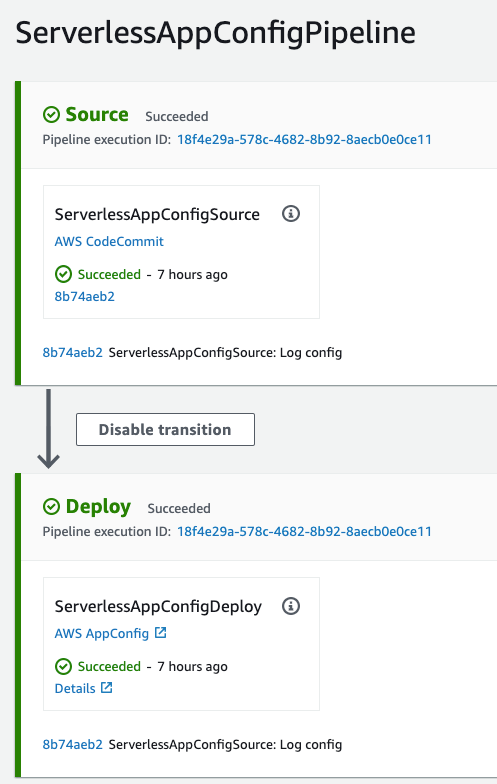 ServerlessAppConfigPipeline
Source Succeeded
Pipeline execution ID: 18f4e29a-578c-4682-8b92-8aecb0e0ce11
ServerlessAppConfigSource
AWS CodeCommit
Succeeded - 7 hours ago
8b74aeb2
8b74aeb2 ServerlessAppConfigSource: Log config
Disable transition
Deploy Succeeded
Pipeline execution ID: 18f4e29a-578c-4682-8b92-8aecb0e0ce11
ServerlessAppConfigDeploy
AWS AppConfig
Succeeded - 7 hours ago
Details
8b74aeb2 ServerlessAppConfigSource: Log config